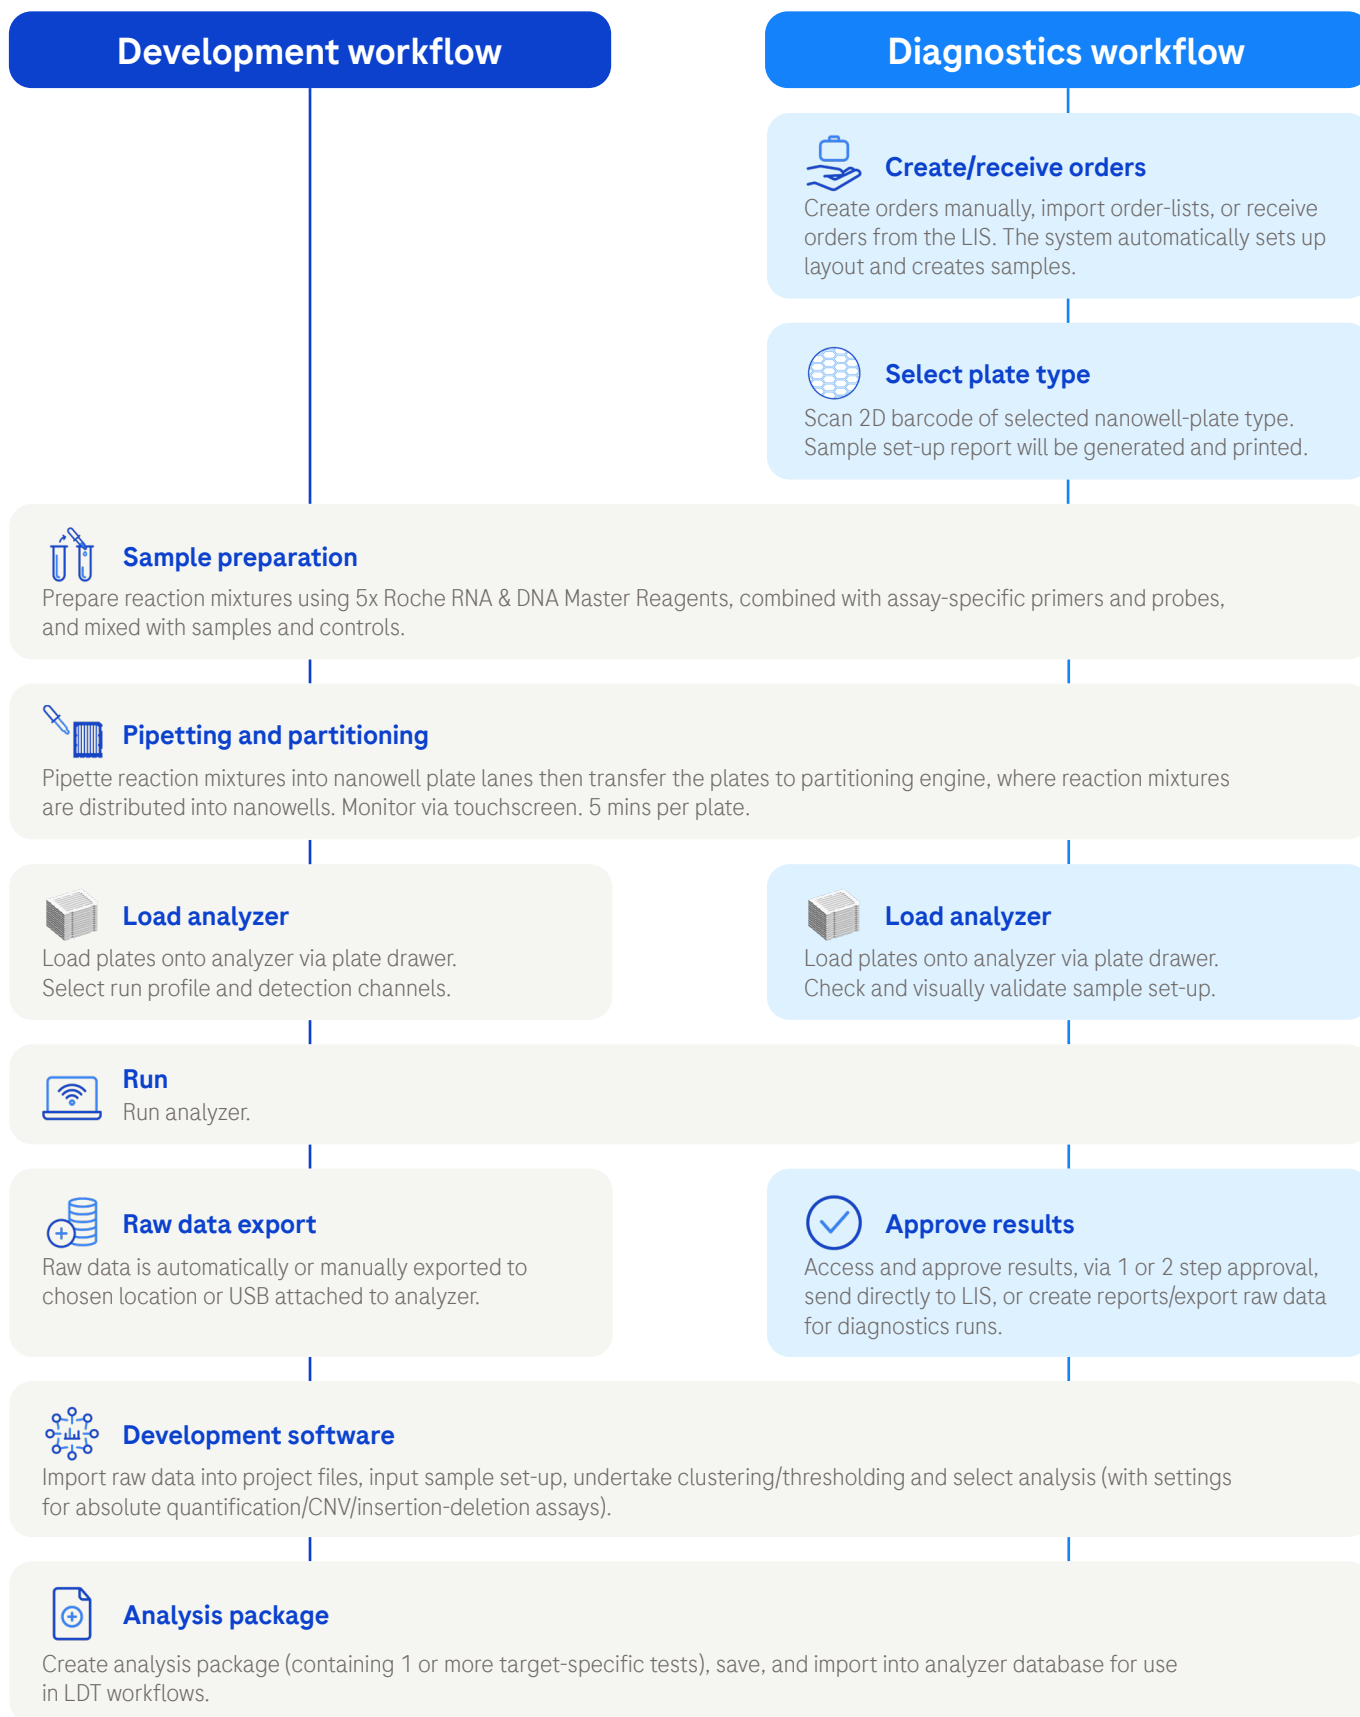 Development workflow
Diagnostics workflow
Create/receive orders
Create orders manually, import order-lists, or receive
orders from the LIS. The system automatically sets up
layout and creates samples.
Select plate type
Scan 2D barcode of selected nanowell-plate type.
Sample set-up report will be generated and printed.
Sample preparation
Prepare reaction mixtures using 5x Roche RNA & DNA Master Reagents, combined with assay-specific primers and probes,
and mixed with samples and controls.
Pipetting and partitioning
Pipette reaction mixtures into nanowell plate lanes then transfer the plates to partitioning engine, where reaction mixtures
are distributed into nanowells. Monitor via touchscreen. 5 mins per plate.
Load analyzer
Load plates onto analyzer via plate drawer.
Select run profile and detection channels.
Load analyzer
Load plates onto analyzer via plate drawer.
Check and visually validate sample set-up.
Run
Run analyzer.
Raw data export
Raw data is automatically or manually exported to
chosen location or USB attached to analyzer.
Approve results
Access and approve results, via 1 or 2 step approval,
send directly to LIS, or create reports/export raw data
for diagnostics runs.
Development software
Import raw data into project files, input sample set-up, undertake clustering/thresholding and select analysis (with settings
for absolute quantification/CNV/insertion-deletion assays).
Analysis package
Create analysis package (containing 1 or more target-specific tests), save, and import into analyzer database for use
in LDT workflows.